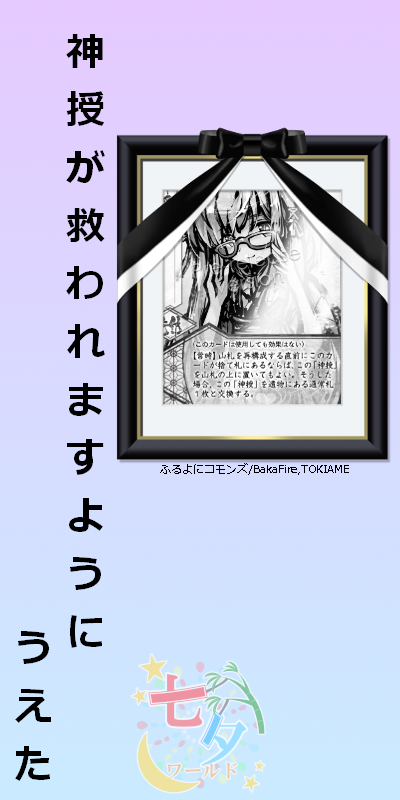 神授が救われますように
うえた
(このカードは使用しても効果はない)
【常時】山札を再構成する直前にこのカ
ードが捨て札にあるならば、この「神授」
を山札の上に置いてもよい。そうした
場合、この「神授」を遺物にある通常札
1枚と交換する。
ふるよにコモンズ/BakaFire,TOKIAME
七夕
ワールド